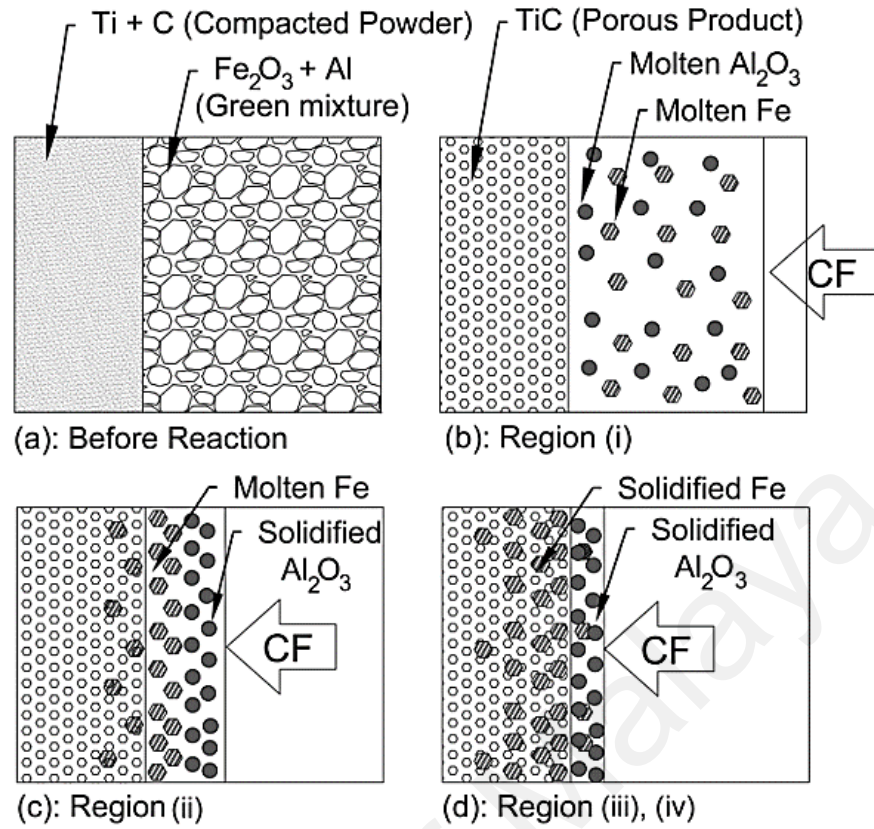 Ti + C (Compacted Powder)
Fe2O3 + Al
(Green mixture)
(a): Before Reaction
TiC (Porous Product)
Molten Al2O3
Molten Fe
CF
(b): Region (i)
Molten Fe
Solidified
Al2O3
CF
(c): Region (ii)
Solidified Fe
Solidified
Al2O3
CF
(d): Region (iii), (iv)
Malaya